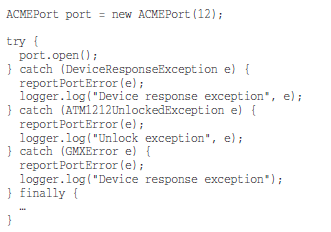 ACMEPort port = new ACMEPort(12);
try {
port.open();
} catch (DeviceResponseException e) {
reportPortError(e);
logger.log("Device response exception", e);
} catch (ATM1212UnlockedException e) {
reportPortError(e);
logger.log("Unlock exception", e);
} catch (GMXError e) {
reportPortError(e);
logger.log("Device response exception");
} finally {
…
}